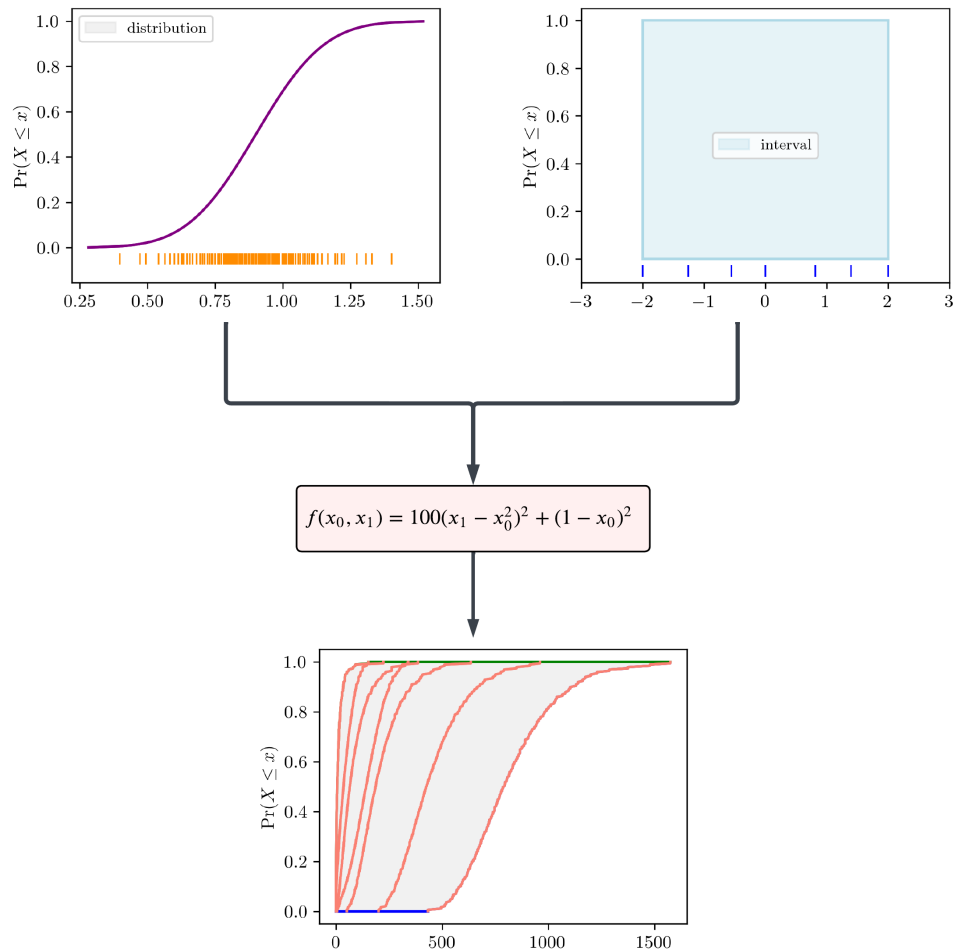 distribution
1.0
0.8
0.6
0.4
0.2
0.0
Pr(X ≤ x)
0.25 0.50 0.75 1.00 1.25 1.50
interval
1.0
0.8
0.6
0.4
0.2
0.0
Pr(X ≤ x)
−3 −2 −1 0 1 2 3
f(x₀, x₁) = 100(x₁ − x₀²)² + (1 − x₀)²
1.0
0.8
0.6
0.4
0.2
0.0
Pr(X ≤ x)
0 500 1000 1500